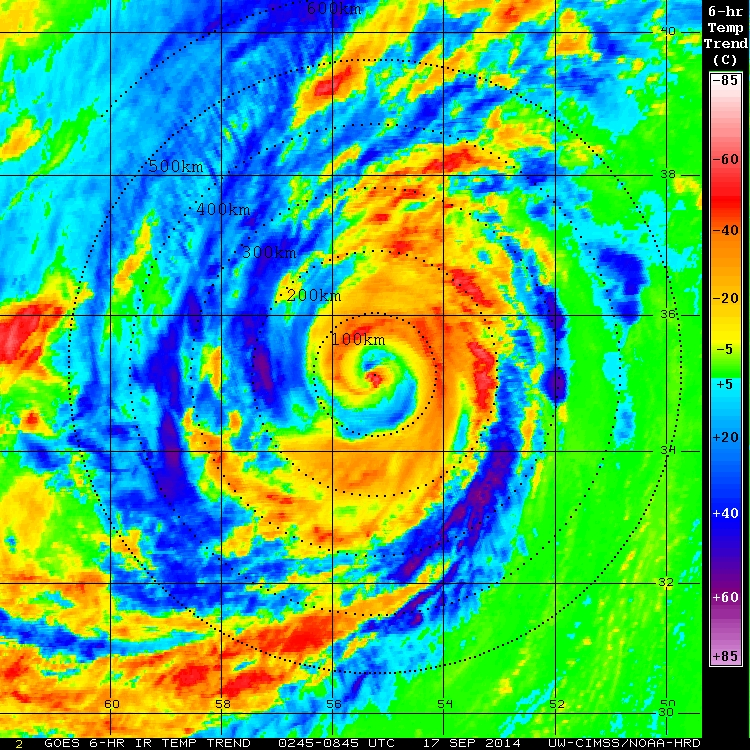 6-hr
Temp
Trend
(C)
600km
40
-85
-60
500km
38
400km
-40
300km
200km
-20
36
100km
-5
+5
+20
34
+40
32
+60
+85
60
58
56
54
52
50
30
2 GOES 6-HR IR TEMP TREND 0245-0845 UTC 17 SEP 2014 UW-CIMSS/NOAA-HRD